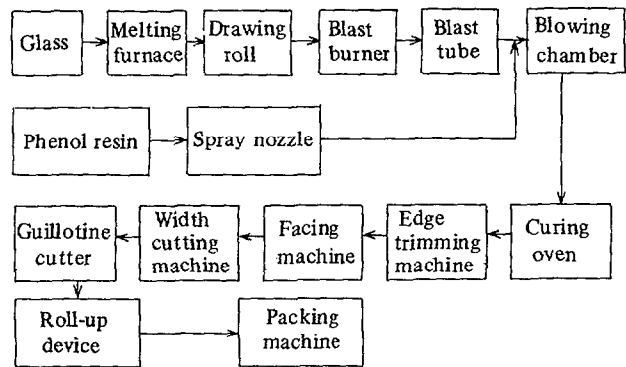 Glass
Melting
furnace
Drawing
roll
Blast
burner
Blast
tube
Blowing
chamber
Phenol resin
Spray nozzle
Guillotine
cutter
Width
cutting
machine
Facing
machine
Edge
trimming
machine
Curing
oven
Roll-up
device
Packing
machine